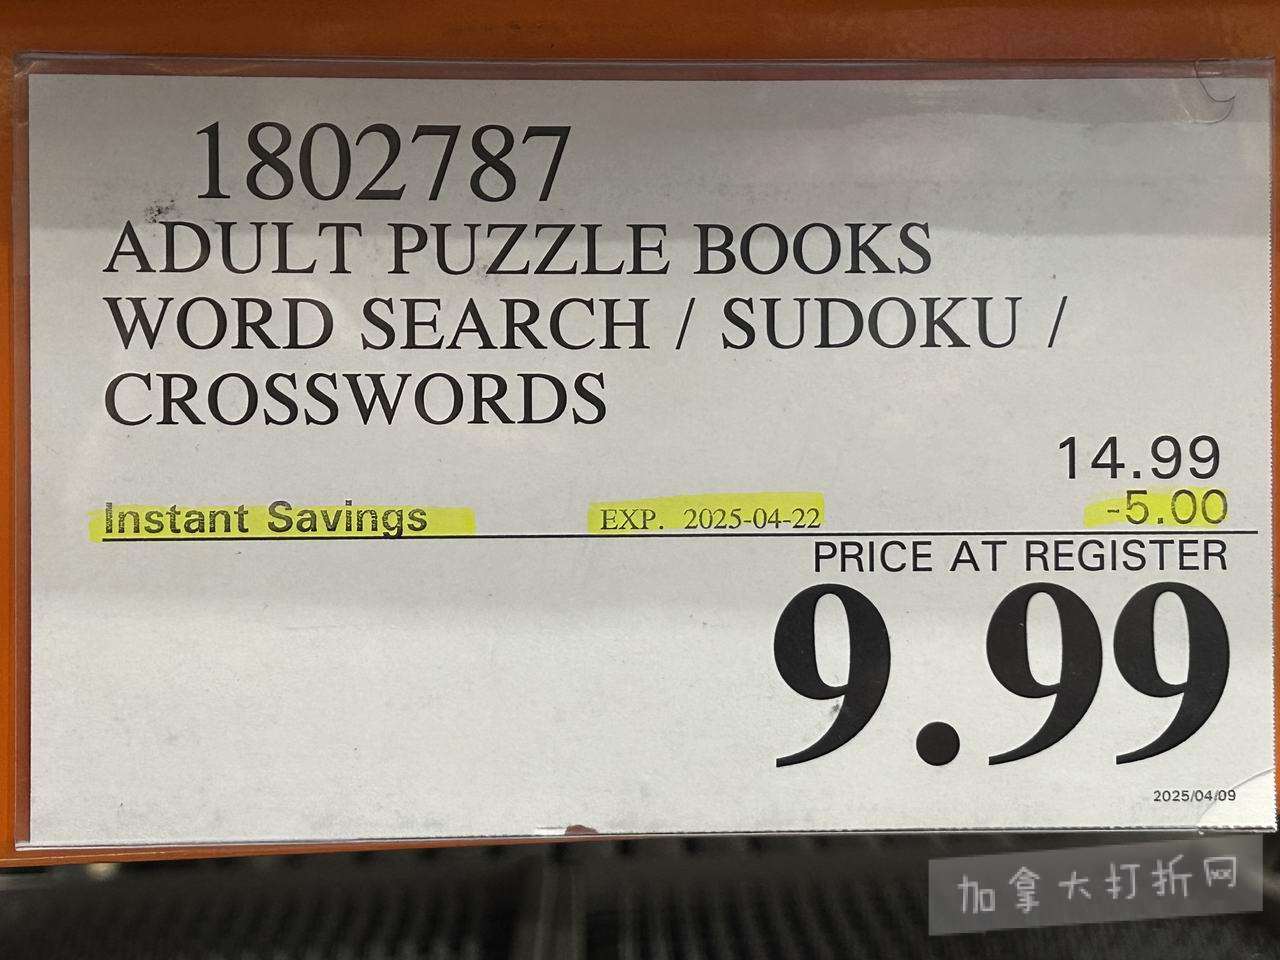 1802787
ADULT PUZZLE BOOKS
WORD SEARCH / SUDOKU /
CROSSWORDS
14.99
Instant Savings EXP. 2025-04-22 -5.00
PRICE AT REGISTER
9.99
2025/04/09
加拿大打折网